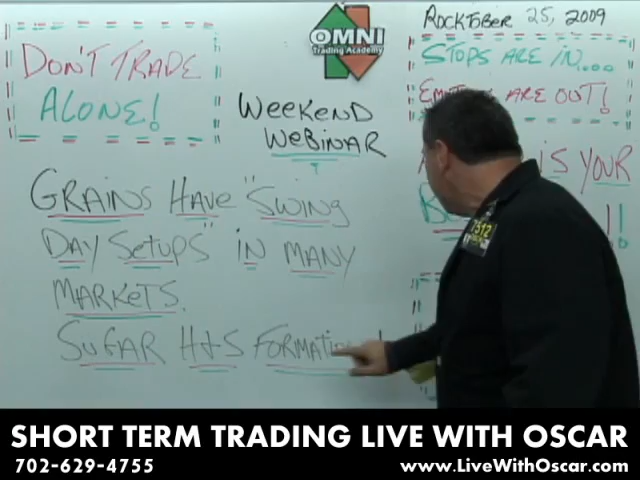 DON'T TRADE
ALONE!
OMNI
Trading Academy
ROCKTOBER 25, 2009
STOPS ARE IN....
ARE OUT!
WEEKEND
WEBINAR
IS YOUR
GRAINS HAVE "SWING
DAY SETUPS" IN MANY
MARKETS.
SUGAR H+S
7512
SHORT TERM TRADING LIVE WITH OSCAR
702-629-4755
www.LiveWithOscar.com